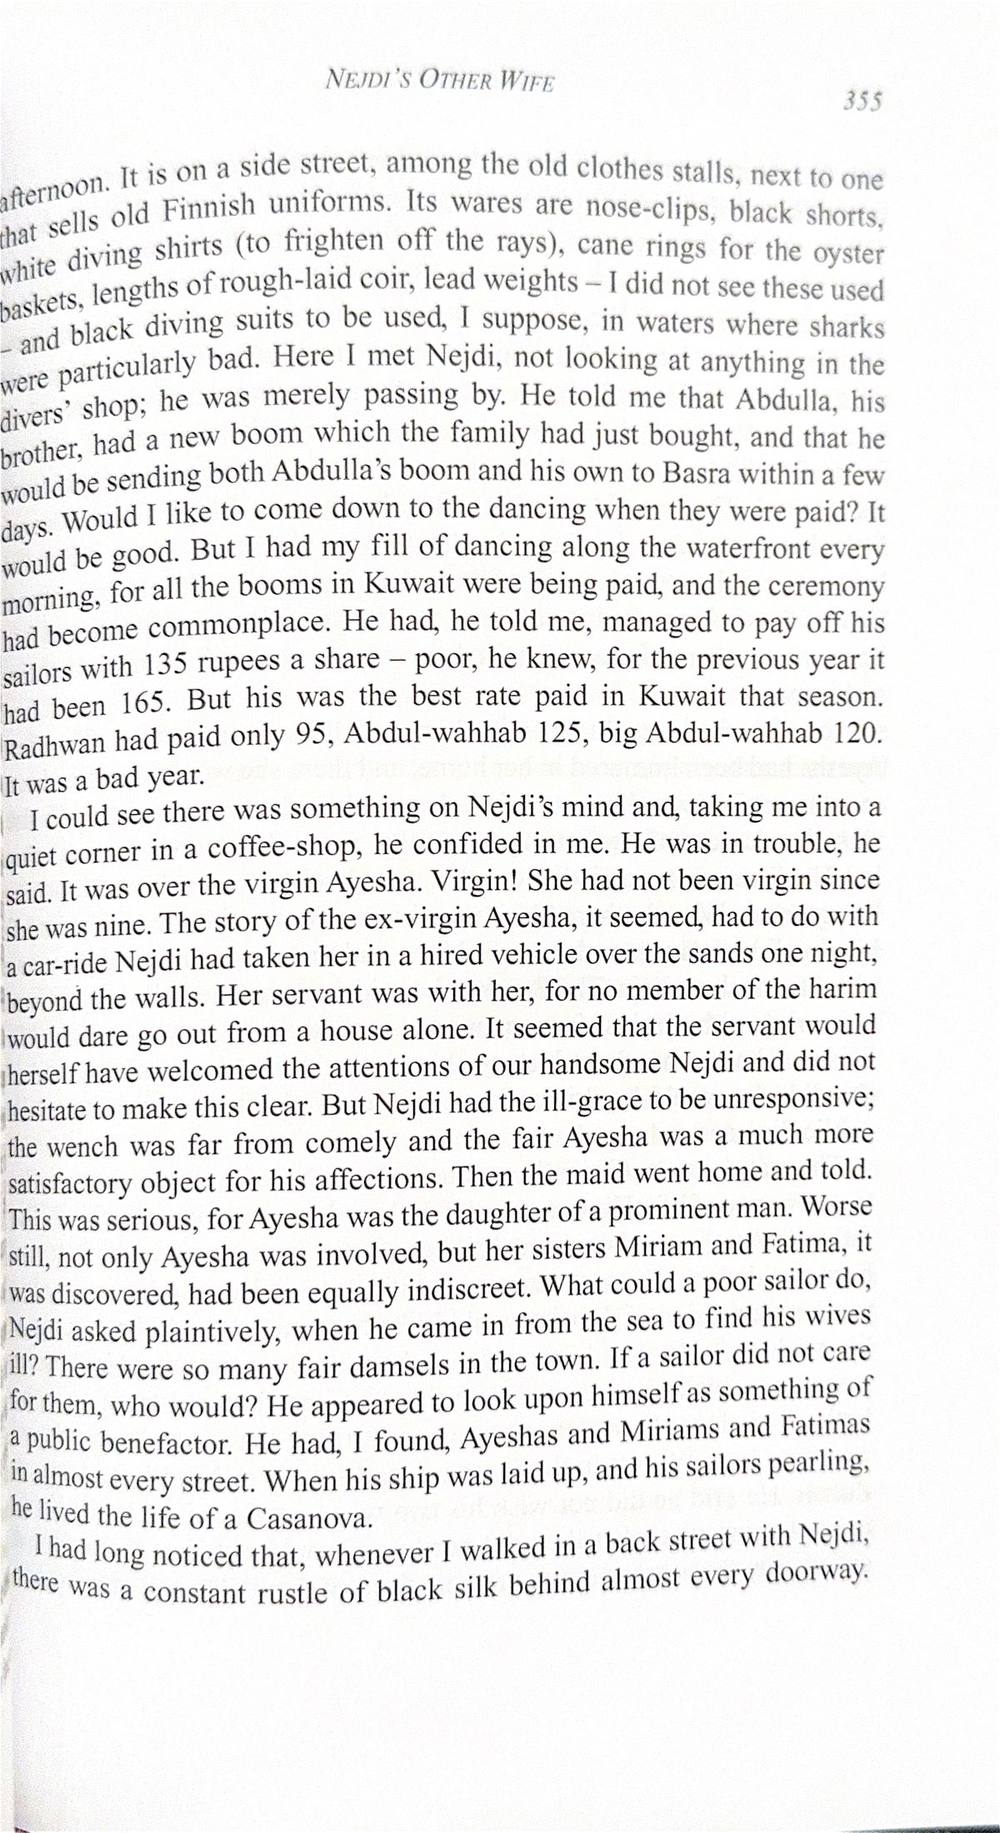 NEJDI'S OTHER WIFE
355
afternoon. It is on a side street, among the old clothes stalls, next to one
that sells old Finnish uniforms. Its wares are nose-clips, black shorts,
white diving shirts (to frighten off the rays), cane rings for the oyster
baskets, lengths of rough-laid coir, lead weights – I did not see these used
– and black diving suits to be used, I suppose, in waters where sharks
were particularly bad. Here I met Nejdi, not looking at anything in the
divers' shop; he was merely passing by. He told me that Abdulla, his
brother, had a new boom which the family had just bought, and that he
would be sending both Abdulla's boom and his own to Basra within a few
days. Would I like to come down to the dancing when they were paid? It
would be good. But I had my fill of dancing along the waterfront every
morning, for all the booms in Kuwait were being paid, and the ceremony
had become commonplace. He had, he told me, managed to pay off his
sailors with 135 rupees a share – poor, he knew, for the previous year it
had been 165. But his was the best rate paid in Kuwait that season.
Radhwan had paid only 95, Abdul-wahhab 125, big Abdul-wahhab 120.
It was a bad year.
I could see there was something on Nejdi's mind and, taking me into a
quiet corner in a coffee-shop, he confided in me. He was in trouble, he
said. It was over the virgin Ayesha. Virgin! She had not been virgin since
she was nine. The story of the ex-virgin Ayesha, it seemed, had to do with
a car-ride Nejdi had taken her in a hired vehicle over the sands one night,
beyond the walls. Her servant was with her, for no member of the harim
would dare go out from a house alone. It seemed that the servant would
herself have welcomed the attentions of our handsome Nejdi and did not
hesitate to make this clear. But Nejdi had the ill-grace to be unresponsive;
the wench was far from comely and the fair Ayesha was a much more
satisfactory object for his affections. Then the maid went home and told.
This was serious, for Ayesha was the daughter of a prominent man. Worse
still, not only Ayesha was involved, but her sisters Miriam and Fatima, it
was discovered, had been equally indiscreet. What could a poor sailor do,
Nejdi asked plaintively, when he came in from the sea to find his wives
ill? There were so many fair damsels in the town. If a sailor did not care
for them, who would? He appeared to look upon himself as something of
a public benefactor. He had, I found, Ayeshas and Miriams and Fatimas
in almost every street. When his ship was laid up, and his sailors pearling,
he lived the life of a Casanova.
I had long noticed that, whenever I walked in a back street with Nejdi,
there was a constant rustle of black silk behind almost every doorway.